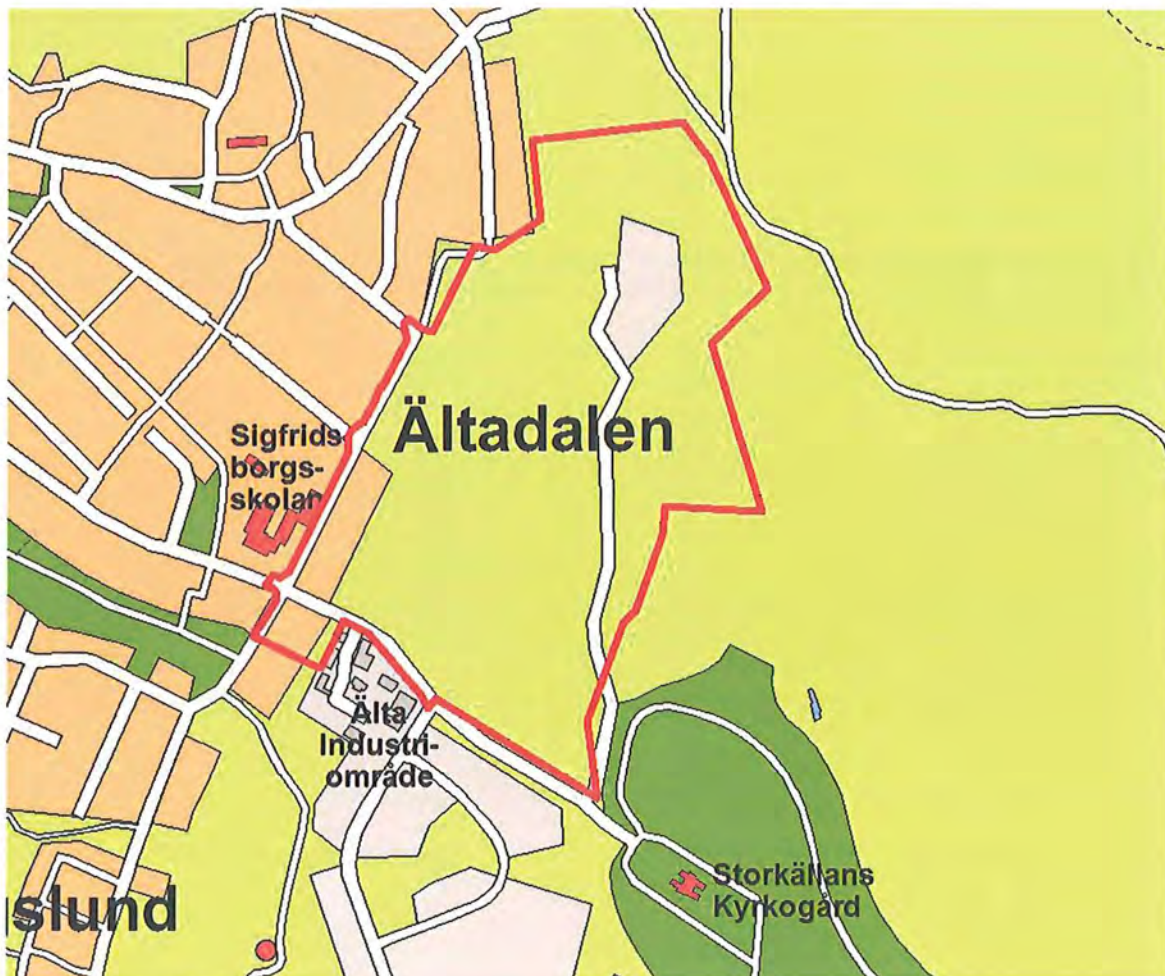 Ältadalen
Sigfrids
borgs-
skolan
Älta
Industri-
område
Storkällans
Kyrkogård
slund